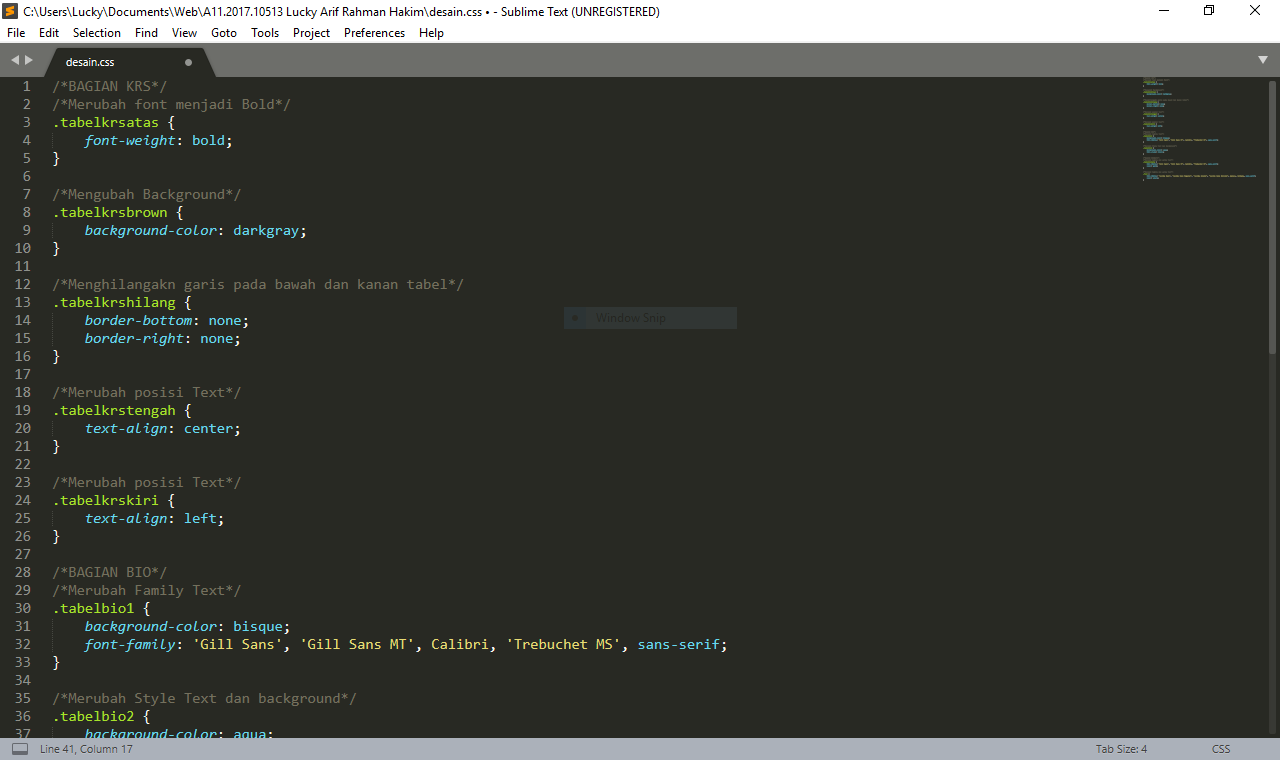 C:\Users\Lucky\Documents\Web\A11.2017.10513 Lucky Arif Rahman Hakim\desain.css • - Sublime Text (UNREGISTERED)
File Edit Selection Find View Goto Tools Project Preferences Help
desain.css
1 /*BAGIAN KRS*/
2 /*Merubah font menjadi Bold*/
3 .tabelkrsatas {
4     font-weight: bold;
5 }
6
7 /*Mengubah Background*/
8 .tabelkrsbrown {
9     background-color: darkgray;
10 }
11
12 /*Menghilangakn garis pada bawah dan kanan tabel*/
13 .tabelkrshilang {
14     border-bottom: none;
15     border-right: none;
16 }
17
18 /*Merubah posisi Text*/
19 .tabelkrstengah {
20     text-align: center;
21 }
22
23 /*Merubah posisi Text*/
24 .tabelkrskiri {
25     text-align: left;
26 }
27
28 /*BAGIAN BIO*/
29 /*Merubah Family Text*/
30 .tabelbio1 {
31     background-color: bisque;
32     font-family: 'Gill Sans', 'Gill Sans MT', Calibri, 'Trebuchet MS', sans-serif;
33 }
34
35 /*Merubah Style Text dan background*/
36 .tabelbio2 {
37     background-color: aqua;
Window Snip
Line 41, Column 17 Tab Size: 4 CSS